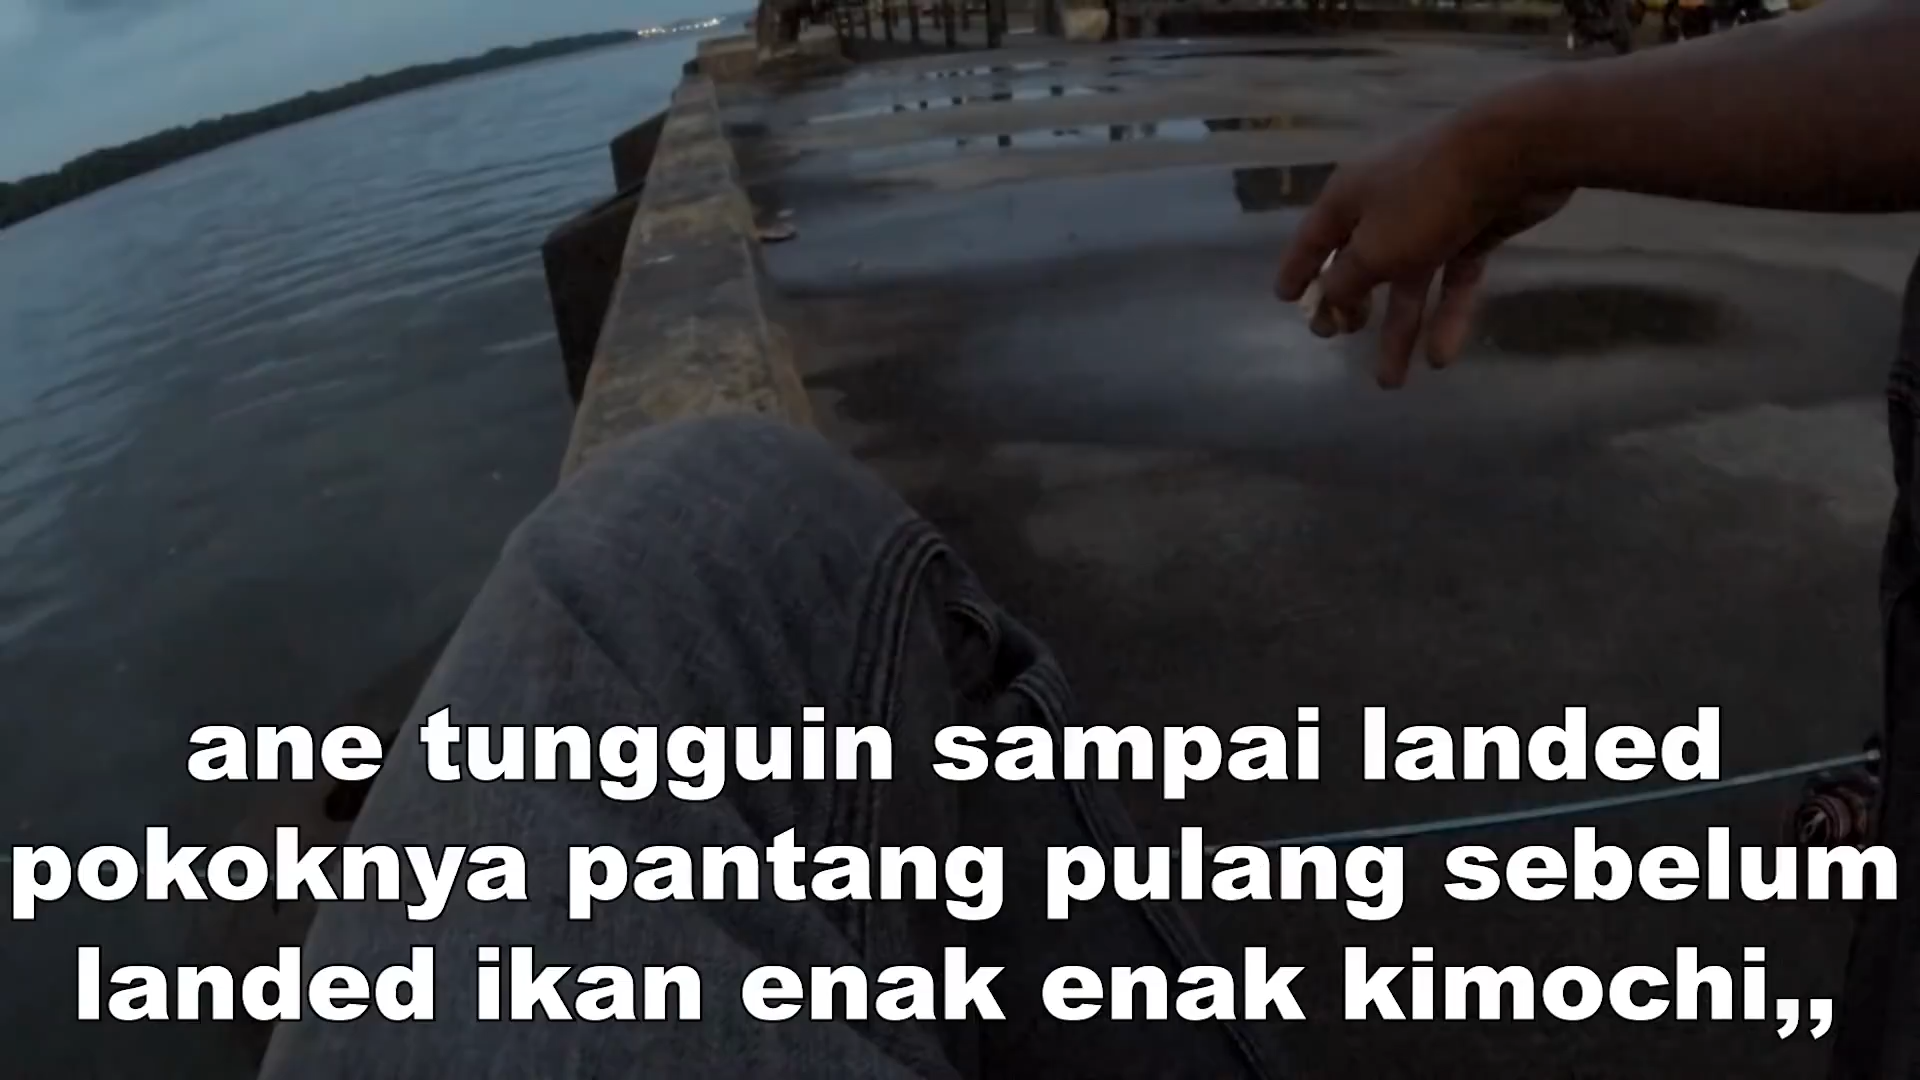 ane tungguin sampai landed
pokoknya pantang pulang sebelum
landed ikan enak enak kimochi,,